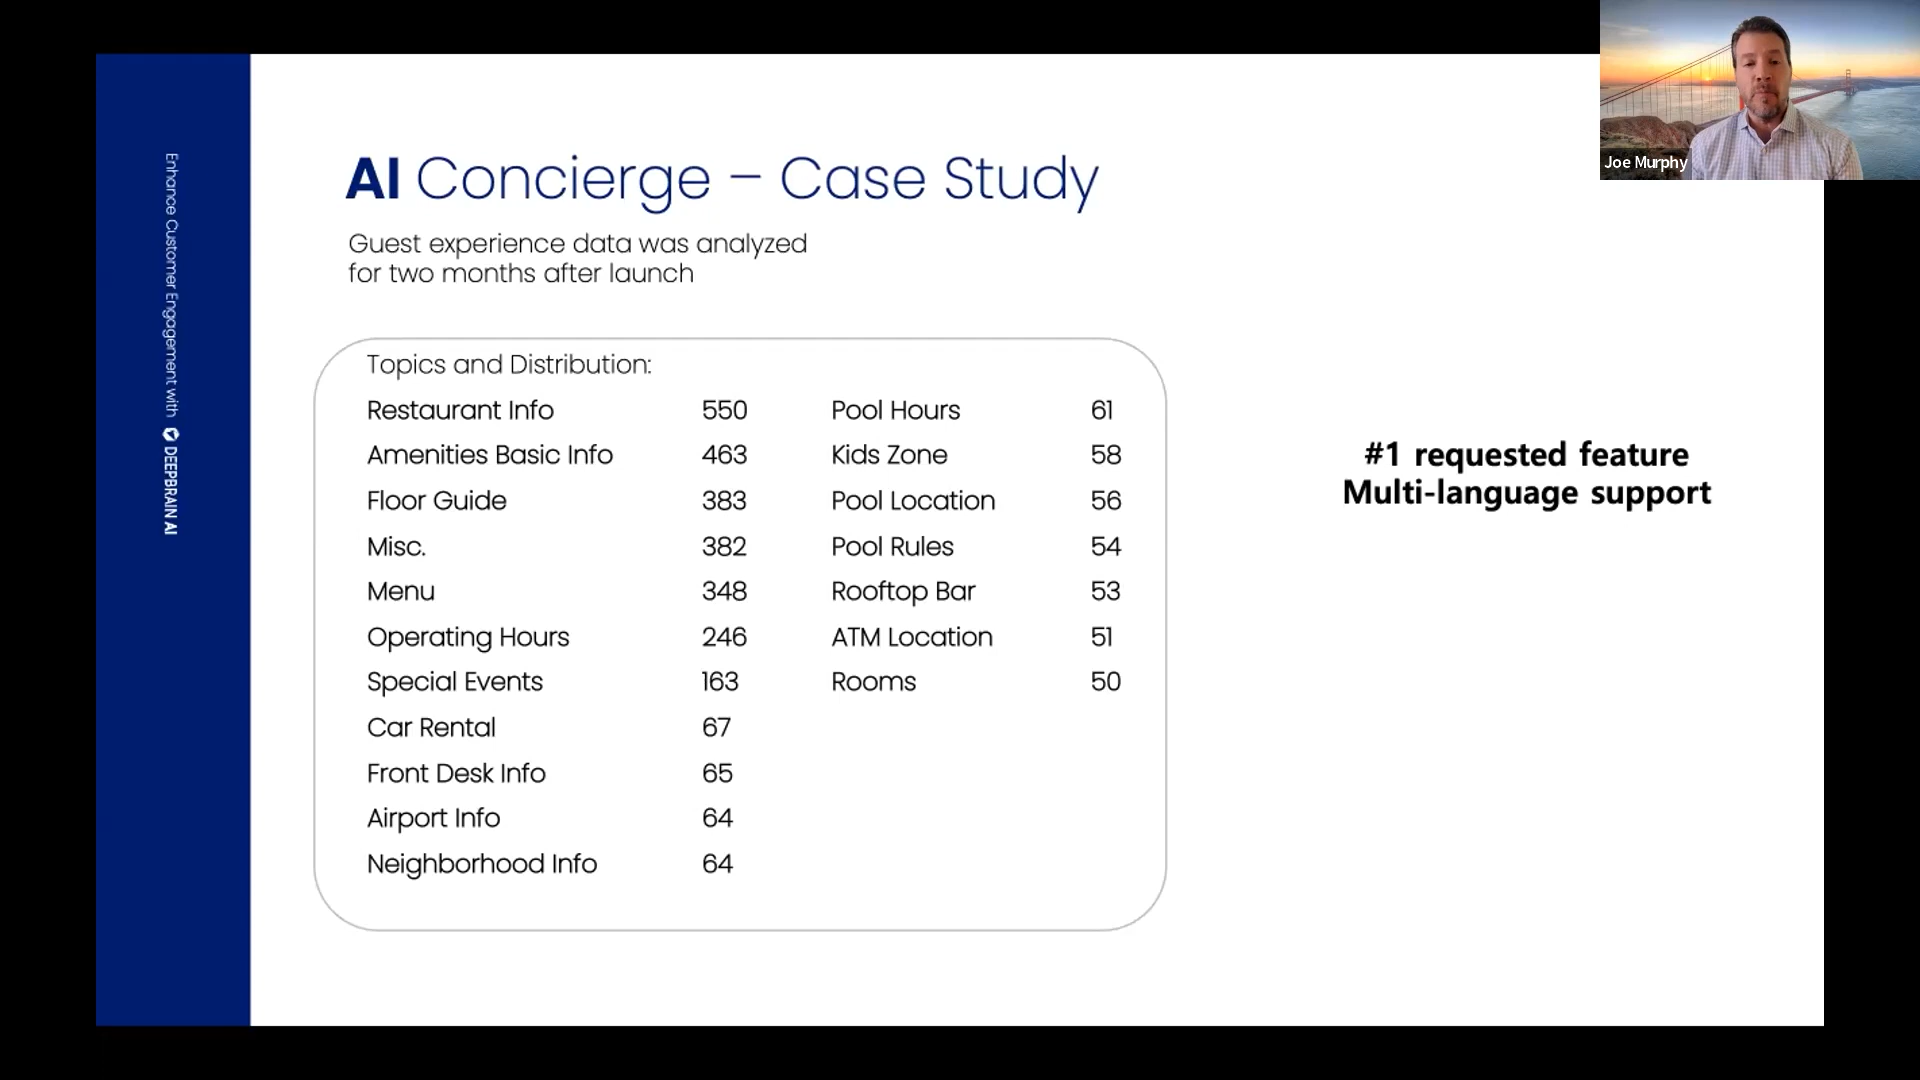 Joe Murphy
Enhance Customer Engagement with DEEPBRAIN AI
AI Concierge – Case Study
Guest experience data was analyzed
for two months after launch
Topics and Distribution:
Restaurant Info 550
Amenities Basic Info 463
Floor Guide 383
Misc. 382
Menu 348
Operating Hours 246
Special Events 163
Car Rental 67
Front Desk Info 65
Airport Info 64
Neighborhood Info 64
Pool Hours 61
Kids Zone 58
Pool Location 56
Pool Rules 54
Rooftop Bar 53
ATM Location 51
Rooms 50
#1 requested feature
Multi-language support